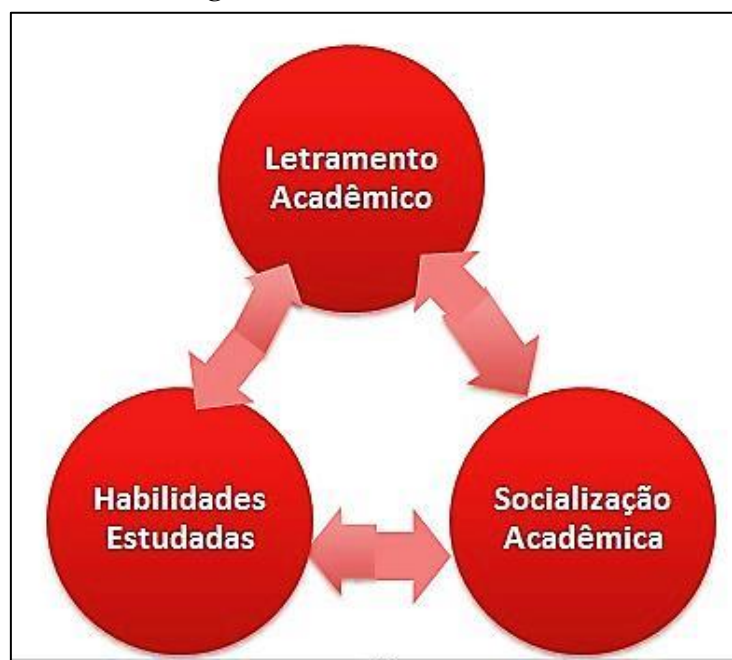 Letramento
Acadêmico
Habilidades
Estudadas
Socialização
Acadêmica